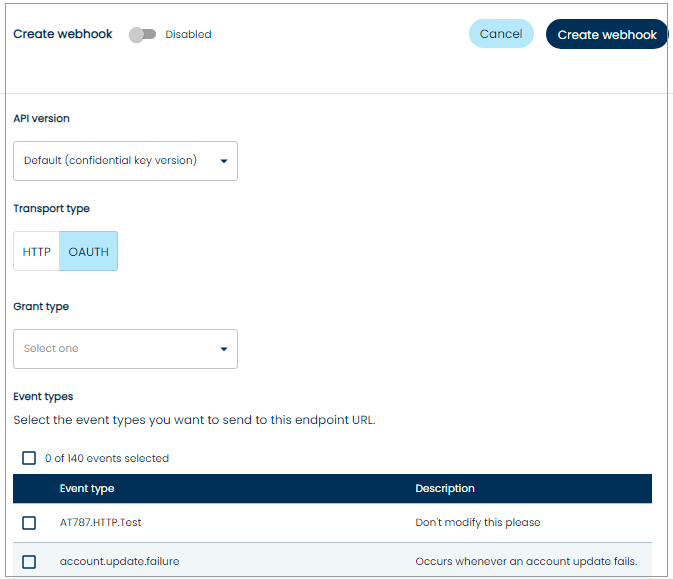 Create webhook Disabled Cancel Create webhook
API version
Default (confidential key version)
Transport type
HTTP OAUTH
Grant type
Select one
Event types
Select the event types you want to send to this endpoint URL.
0 of 140 events selected
Event type Description
AT787.HTTP.Test Don't modify this please
account.update.failure Occurs whenever an account update fails.